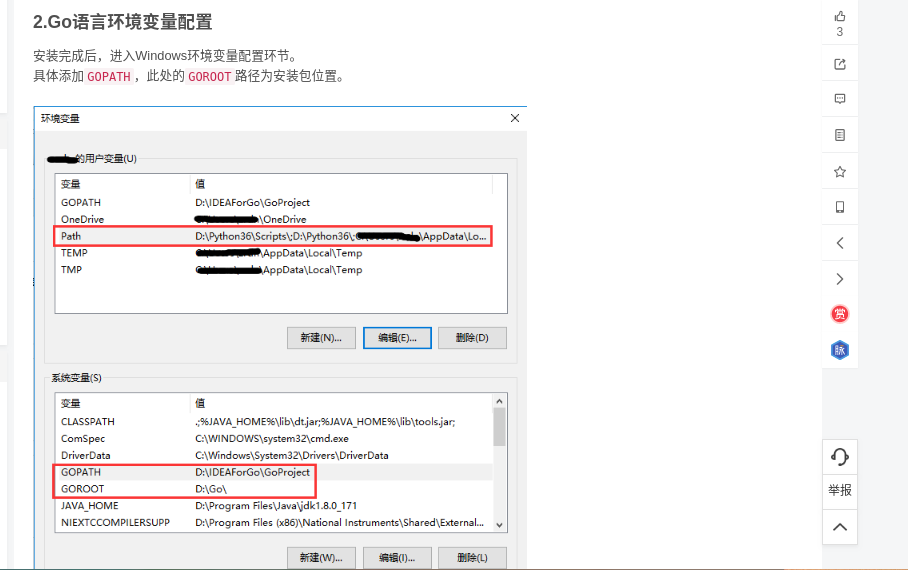 2.Go语言环境变量配置
安装完成后，进入Windows环境变量配置环节。
具体添加 GOPATH ，此处的 GOROOT 路径为安装包位置。
环境变量
的用户变量(U)
变量 值
GOPATH D:\IDEAForGo\GoProject
OneDrive \OneDrive
Path D:\Python36\Scripts\;D:\Python36\; \AppData\Lo...
TEMP \AppData\Local\Temp
TMP \AppData\Local\Temp
新建(N)... 编辑(E)... 删除(D)
系统变量(S)
变量 值
CLASSPATH .;%JAVA_HOME%\lib\dt.jar;%JAVA_HOME%\lib\tools.jar;
ComSpec C:\WINDOWS\system32\cmd.exe
DriverData C:\Windows\System32\Drivers\DriverData
GOPATH D:\IDEAForGo\GoProject
GOROOT D:\Go\
JAVA_HOME D:\Program Files\Java\jdk1.8.0_171
NIEXTCCOMPILERSUPP D:\Program Files (x86)\National Instruments\Shared\External...
新建(W)... 编辑(I)... 删除(L)
3
赏
脉
举报